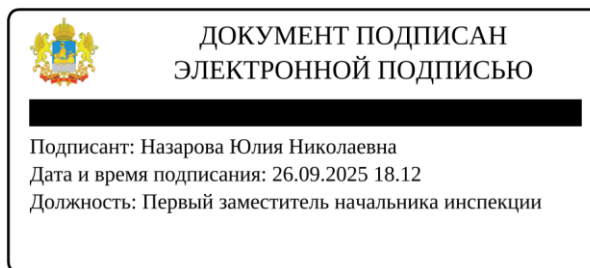 ДОКУМЕНТ ПОДПИСАН
ЭЛЕКТРОННОЙ ПОДПИСЬЮ
Подписант: Назарова Юлия Николаевна
Дата и время подписания: 26.09.2025 18.12
Должность: Первый заместитель начальника инспекции